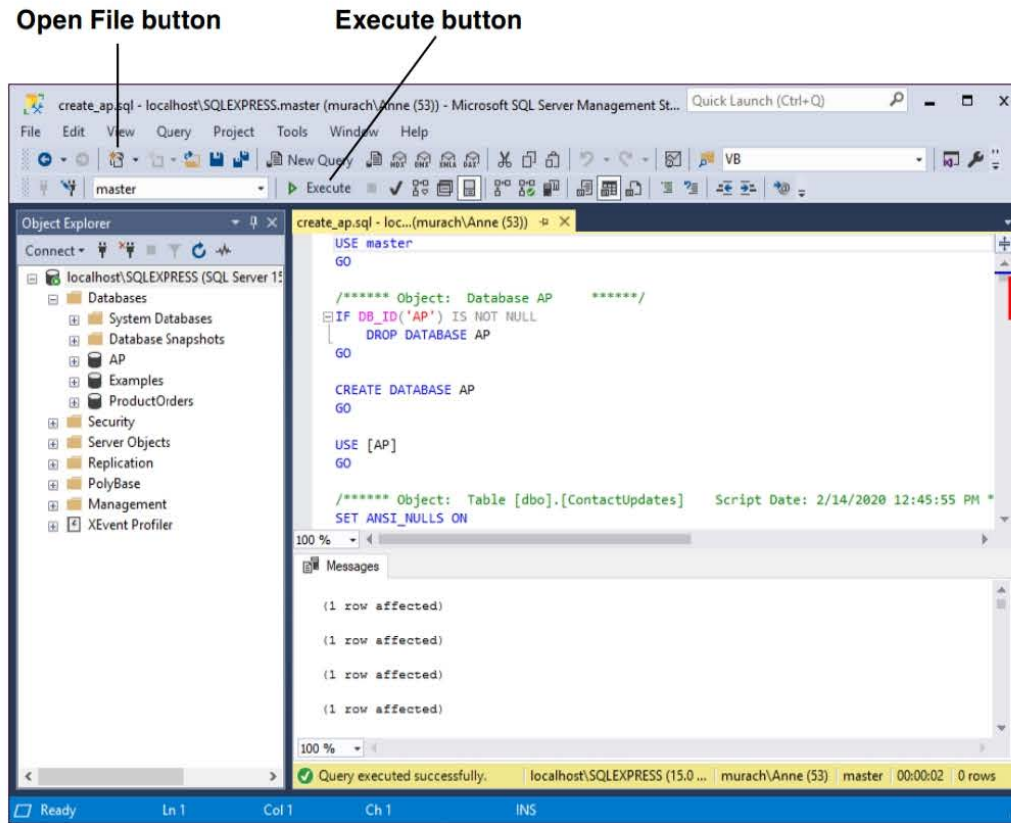 Open File button
Execute button
create_ap.sql - localhost\SQLEXPRESS.master (murach\Anne (53)) - Microsoft SQL Server Management St...
Quick Launch (Ctrl+Q)
File Edit View Query Project Tools Window Help
New Query MDX DMX XMLA DAX VB
master Execute
Object Explorer
Connect
localhost\SQLEXPRESS (SQL Server 15
Databases
System Databases
Database Snapshots
AP
Examples
ProductOrders
Security
Server Objects
Replication
PolyBase
Management
XEvent Profiler
create_ap.sql - loc...(murach\Anne (53))
USE master
GO
/****** Object:  Database AP     ******/
IF DB_ID('AP') IS NOT NULL
DROP DATABASE AP
GO
CREATE DATABASE AP
GO
USE [AP]
GO
/****** Object:  Table [dbo].[ContactUpdates]    Script Date: 2/14/2020 12:45:55 PM *
SET ANSI_NULLS ON
100 %
Messages
(1 row affected)
(1 row affected)
(1 row affected)
(1 row affected)
100 %
Query executed successfully. localhost\SQLEXPRESS (15.0 ... murach\Anne (53) master 00:00:02 0 rows
Ready Ln 1 Col 1 Ch 1 INS